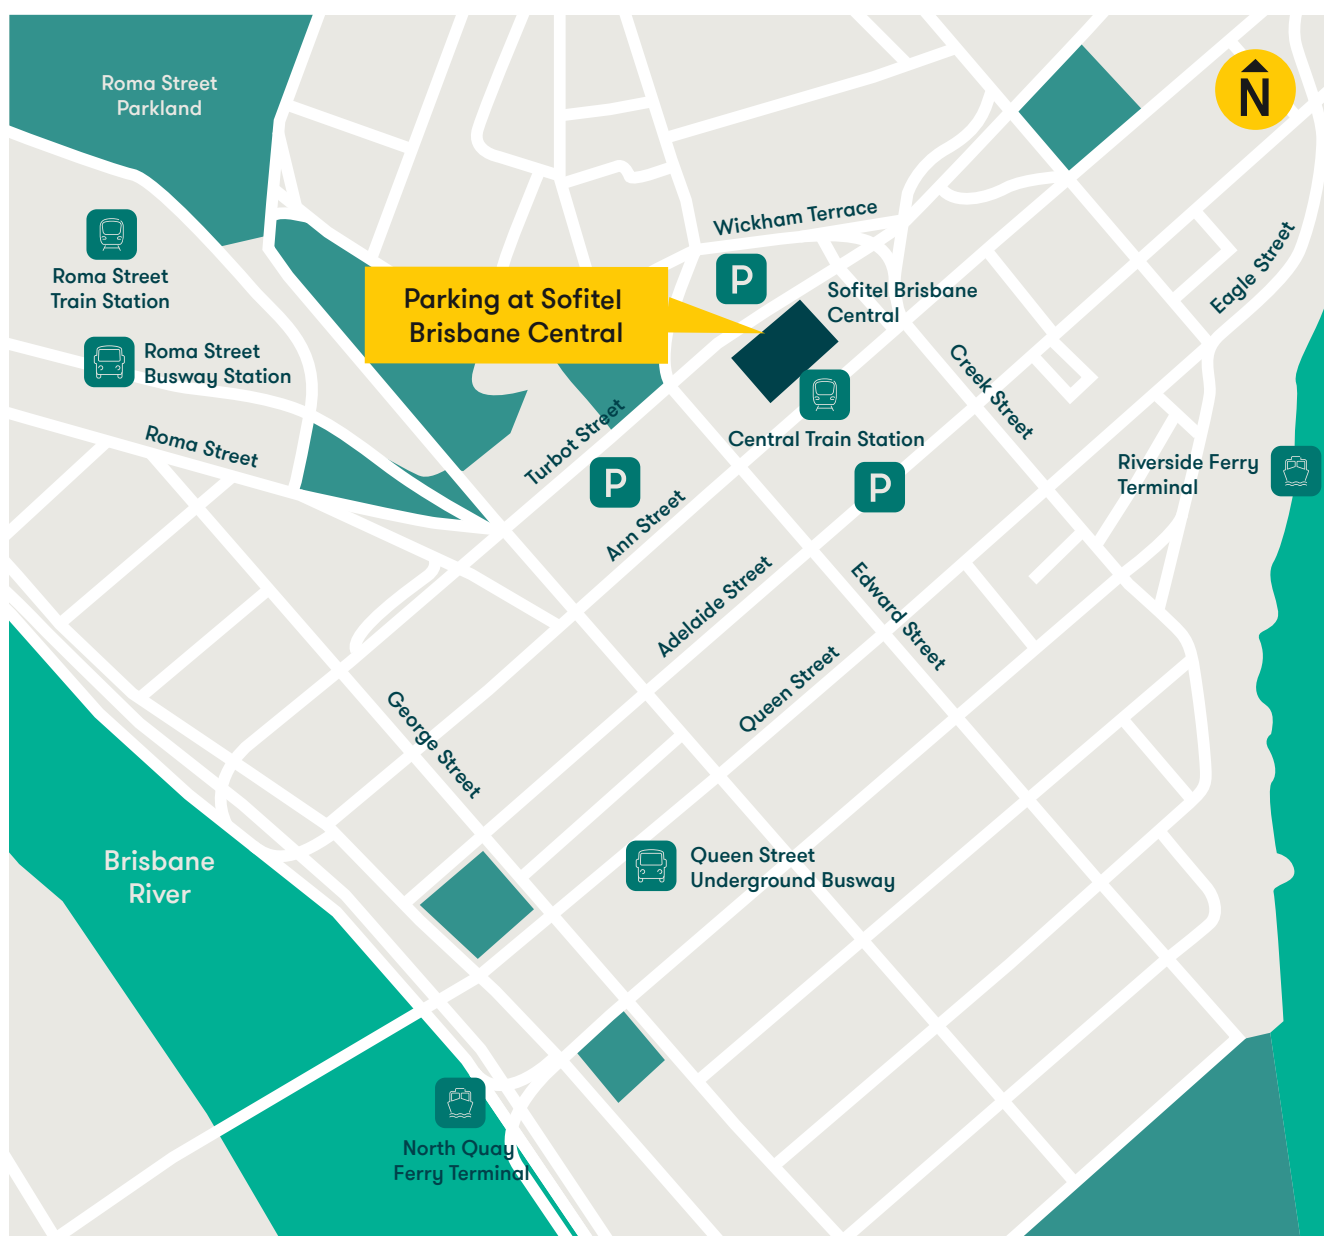 Roma Street
Parkland
N
Wickham Terrace
Roma Street
Train Station
P
Eagle Street
Parking at Sofitel
Brisbane Central
Sofitel Brisbane
Central
Roma Street
Busway Station
Creek Street
Roma Street
Turbot Street
Central Train Station
P
P
Riverside Ferry
Terminal
Ann Street
Adelaide Street
Edward Street
Queen Street
George Street
Brisbane
River
Queen Street
Underground Busway
North Quay
Ferry Terminal